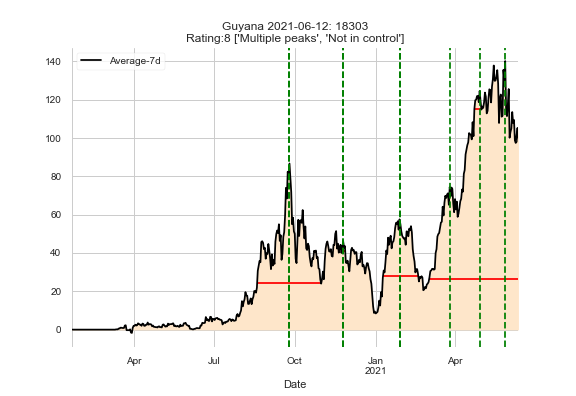 Guyana 2021-06-12: 18303
Rating:8 ['Multiple peaks', 'Not in control']
Average-7d
140
120
100
80
60
40
20
0
Apr
Jul
Oct
Jan
2021
Apr
Date